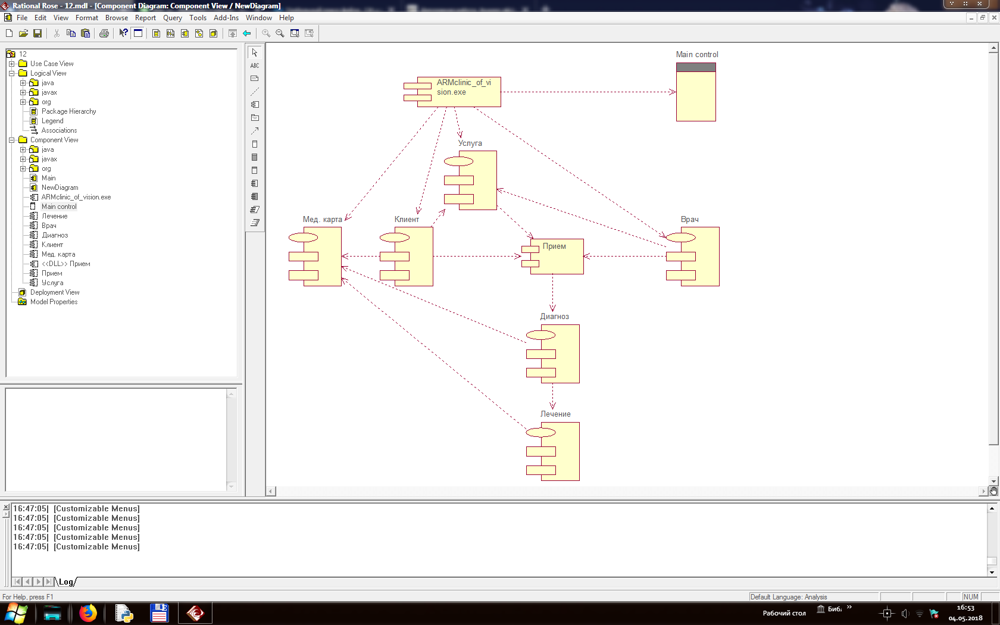 Rational Rose - 12.mdl - [Component Diagram: Component View / NewDiagram]
File Edit View Format Browse Report Query Tools Add-Ins Window Help
12
Use Case View
Logical View
java
javax
org
Package Hierarchy
Legend
Associations
Component View
java
javax
org
Main
NewDiagram
ARMclinic_of_vision.exe
Main control
Лечение
Врач
Диагноз
Клиент
Мед. карта
<<DLL>> Прием
Прием
Услуга
Deployment View
Model Properties
ABC
Main control
ARMclinic_of_vi
sion.exe
Услуга
Мед. карта
Клиент
Прием
Врач
Диагноз
Лечение
16:47:05| [Customizable Menus]
16:47:05| [Customizable Menus]
16:47:05| [Customizable Menus]
16:47:05| [Customizable Menus]
16:47:05| [Customizable Menus]
Log
For Help, press F1
Default Language: Analysis
NUM
Рабочий стол
Библ.
16:53
04.05.2018